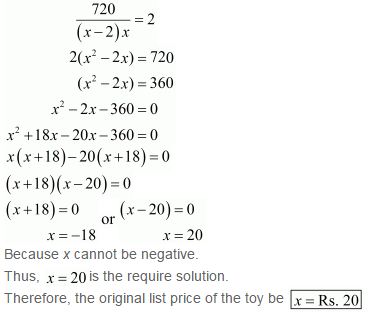 720/((x−2)x) = 2
2(x² −2x) = 720
(x² −2x) = 360
x² −2x−360 = 0
x² +18x−20x−360 = 0
x(x+18)−20(x+18) = 0
(x+18)(x−20) = 0
(x+18) = 0 or (x−20) = 0
x = −18 x = 20
Because x cannot be negative.
Thus, x = 20 is the require solution.
Therefore, the original list price of the toy be x = Rs. 20